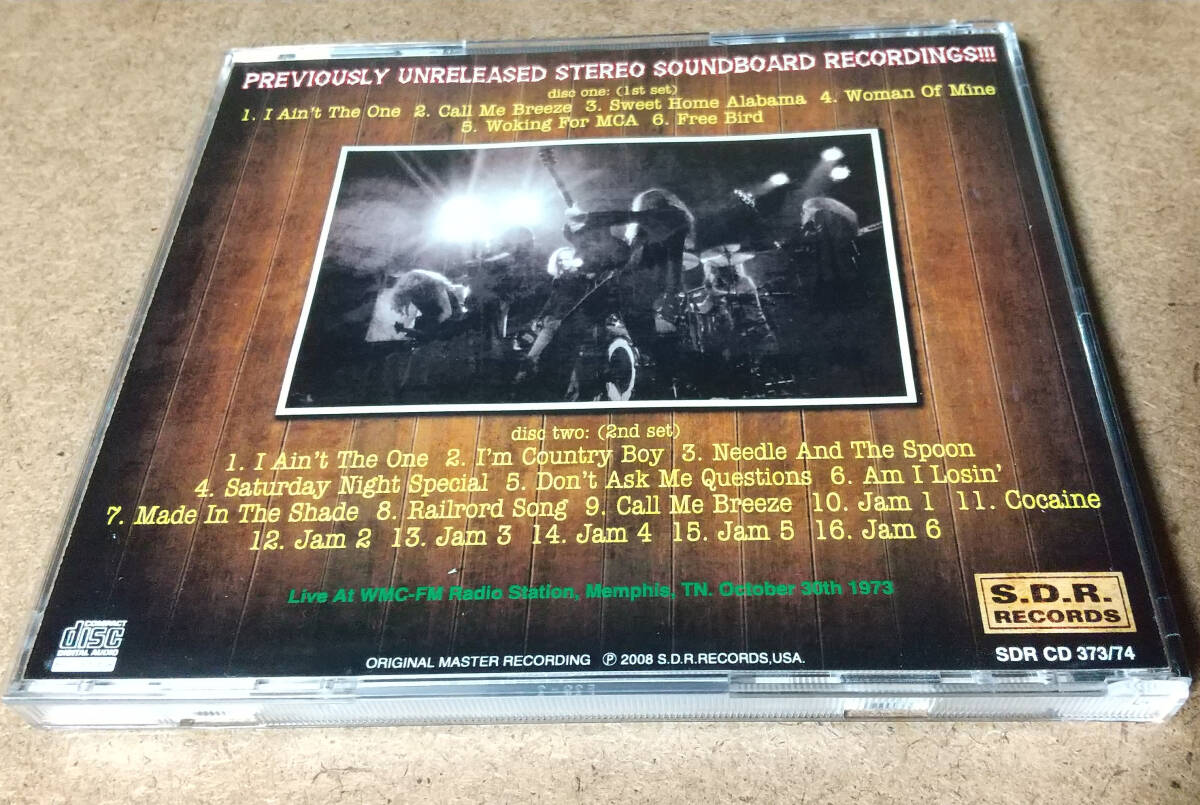 PREVIOUSLY UNRELEASED STEREO SOUNDBOARD RECORDINGS!!!
disc one: (1st set)
1. I Ain't The One 2. Call Me Breeze 3. Sweet Home Alabama 4. Woman Of Mine
5. Woking For MCA 6. Free Bird
disc two: (2nd set)
1. I Ain't The One 2. I'm Country Boy 3. Needle And The Spoon
4. Saturday Night Special 5. Don't Ask Me Questions 6. Am I Losin'
7. Made In The Shade 8. Railrord Song 9. Call Me Breeze 10. Jam 1 11. Cocaine
12. Jam 2 13. Jam 3 14. Jam 4 15. Jam 5 16. Jam 6
Live At WMC-FM Radio Station, Memphis, TN. October 30th 1973
S.D.R.
RECORDS
COMPACT
disc
DIGITAL AUDIO
ORIGINAL MASTER RECORDING ℗ 2008 S.D.R.RECORDS,USA.
SDR CD 373/74